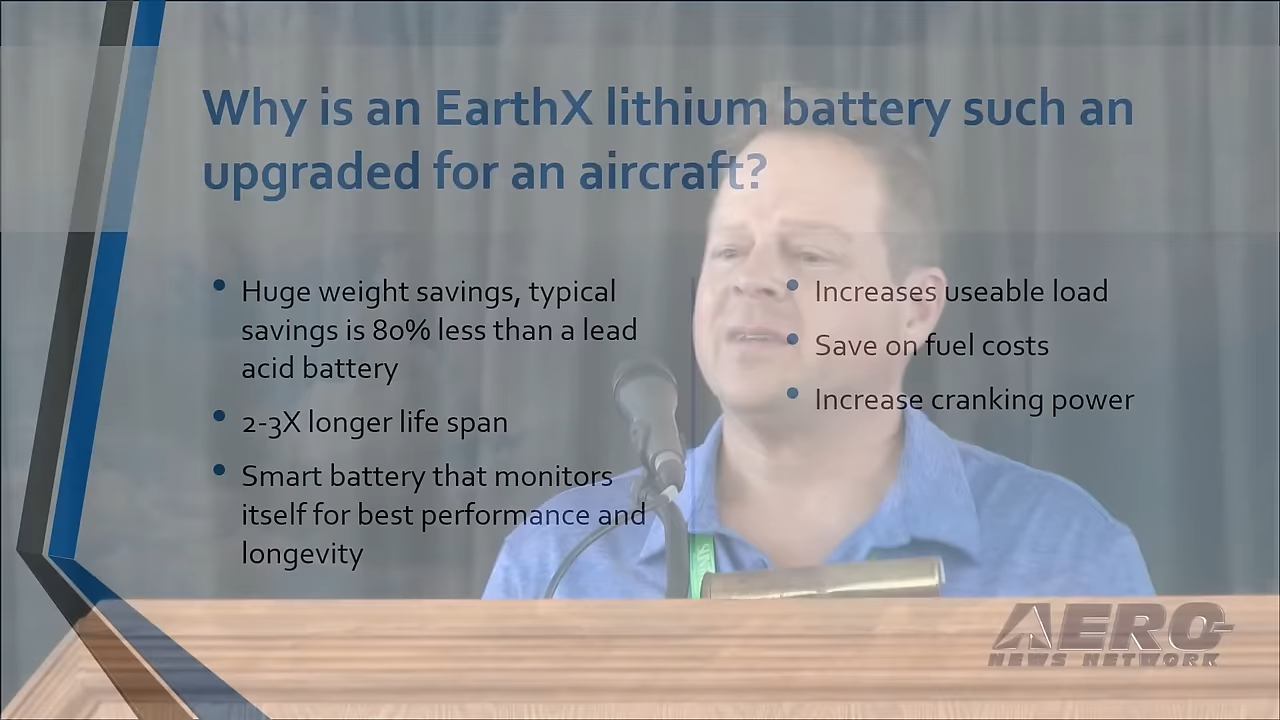 Why is an EarthX lithium battery such an
upgraded for an aircraft?
Huge weight savings, typical
savings is 80% less than a lead
acid battery
2-3X longer life span
Smart battery that monitors
itself for best performance and
longevity
Increases useable load
Save on fuel costs
Increase cranking power
AERO
NEWS NETWORK